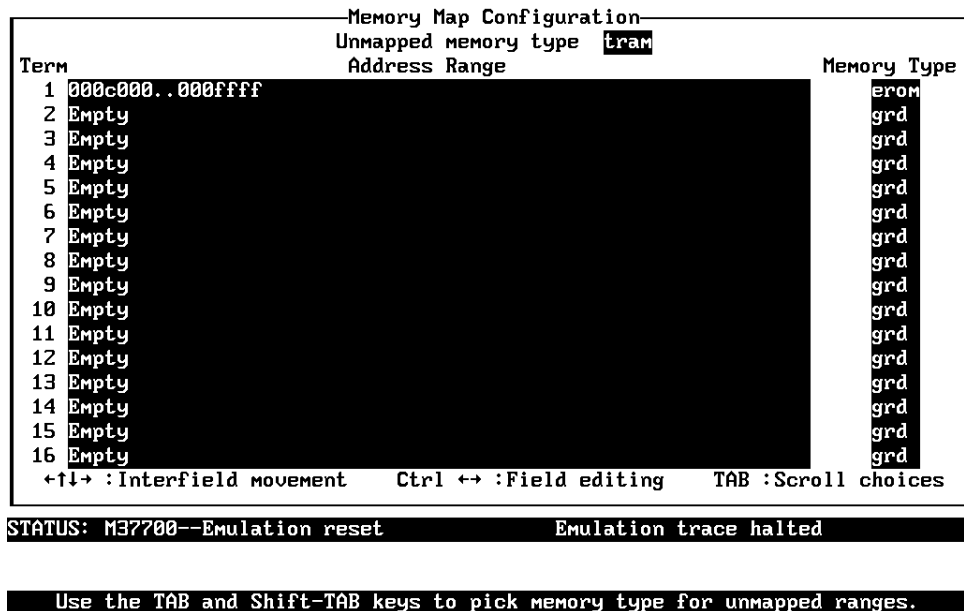 Memory Map Configuration
Unmapped memory type tram
Term Address Range Memory Type
1 000c000..000ffff erom
2 Empty grd
3 Empty grd
4 Empty grd
5 Empty grd
6 Empty grd
7 Empty grd
8 Empty grd
9 Empty grd
10 Empty grd
11 Empty grd
12 Empty grd
13 Empty grd
14 Empty grd
15 Empty grd
16 Empty grd
←↑↓→ :Interfield movement Ctrl ↔ :Field editing TAB :Scroll choices
STATUS: M37700--Emulation reset Emulation trace halted
Use the TAB and Shift-TAB keys to pick memory type for unmapped ranges.